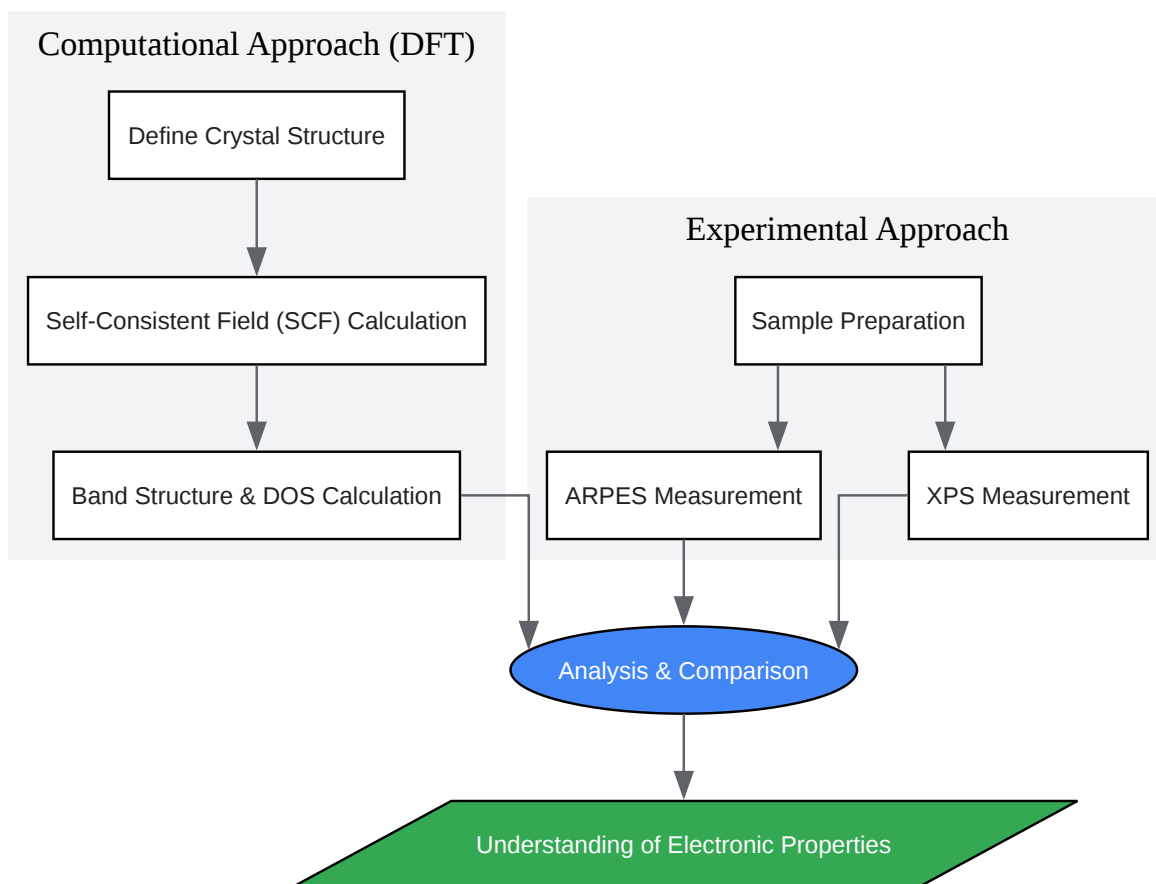 Computational Approach (DFT)
Define Crystal Structure
Self-Consistent Field (SCF) Calculation
Band Structure & DOS Calculation
Experimental Approach
Sample Preparation
ARPES Measurement
XPS Measurement
Analysis & Comparison
Understanding of Electronic Properties